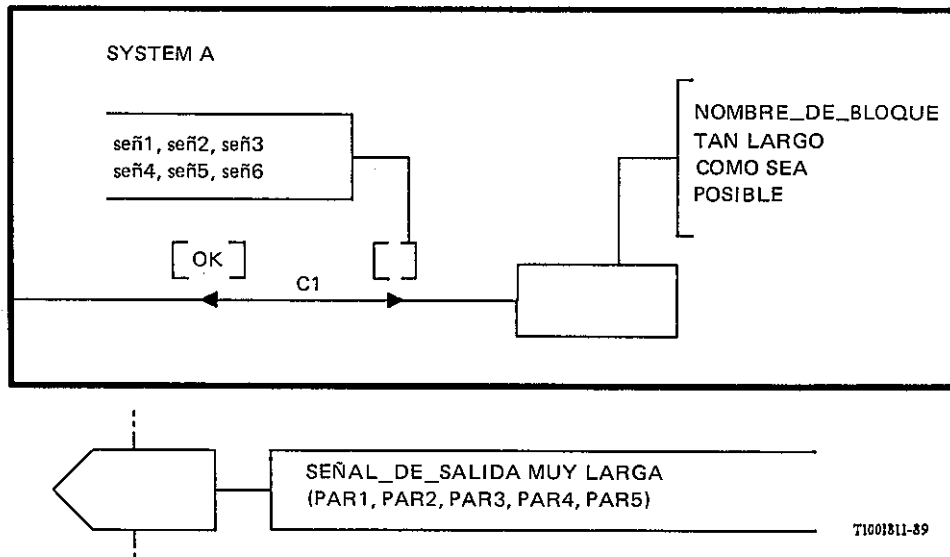 SYSTEM A
señ1, señ2, señ3
señ4, señ5, señ6
NOMBRE_DE_BLOQUE
TAN LARGO
COMO SEA
POSIBLE
[OK]
[ ]
C1
SEÑAL_DE_SALIDA MUY LARGA
(PAR1, PAR2, PAR3, PAR4, PAR5)
T1003811-89